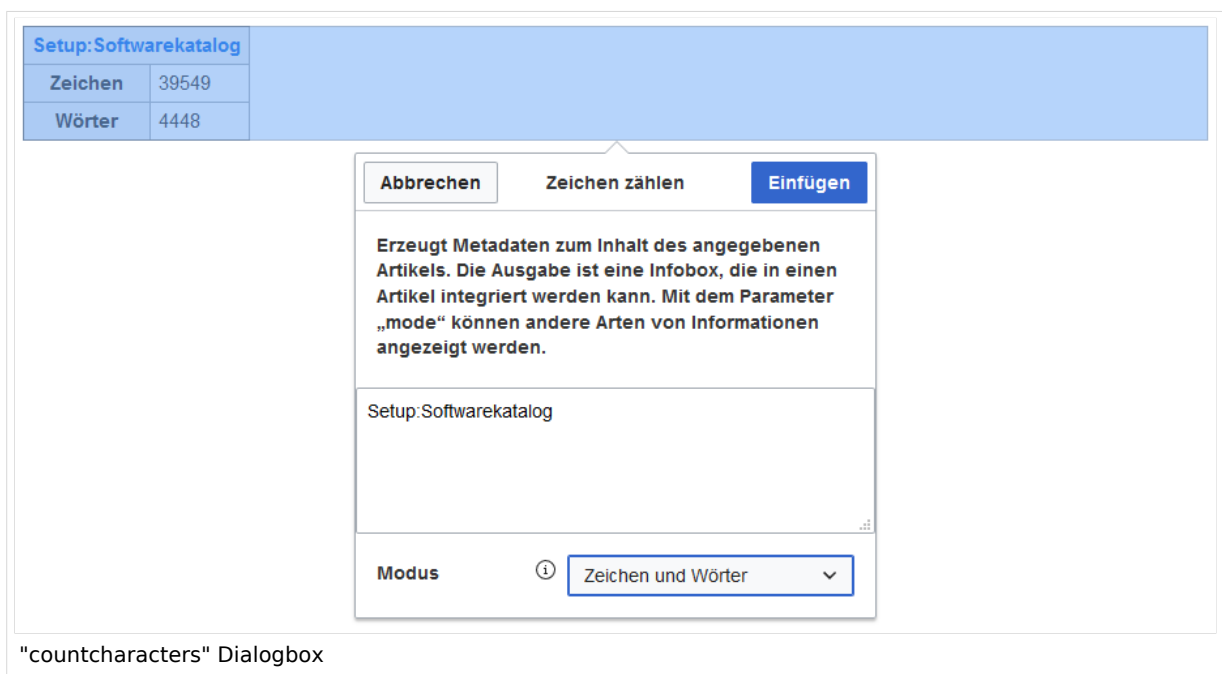 Setup:Softwarekatalog
Zeichen 39549
Wörter 4448
Abbrechen Zeichen zählen Einfügen
Erzeugt Metadaten zum Inhalt des angegebenen
Artikels. Die Ausgabe ist eine Infobox, die in einen
Artikel integriert werden kann. Mit dem Parameter
„mode“ können andere Arten von Informationen
angezeigt werden.
Setup:Softwarekatalog
Modus Zeichen und Wörter
"countcharacters" Dialogbox